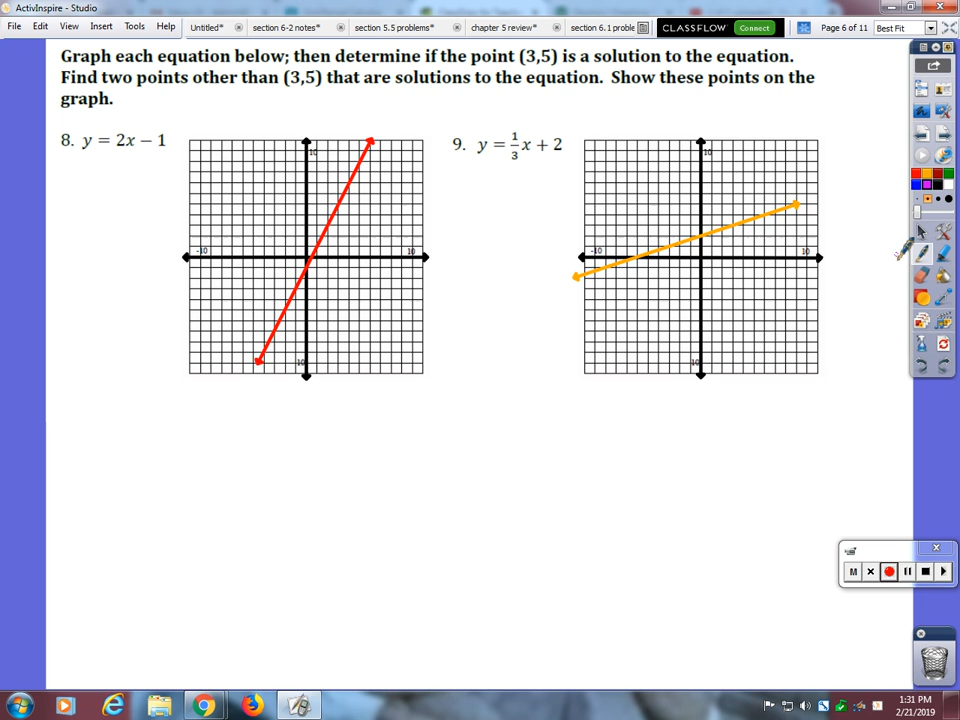 ActivInspire - Studio
File Edit View Insert Tools Help
Untitled* section 6-2 notes* section 5.5 problems* chapter 5 review* section 6.1 proble
CLASSFLOW Connect
Page 6 of 11 Best Fit
Graph each equation below; then determine if the point (3,5) is a solution to the equation.
Find two points other than (3,5) that are solutions to the equation. Show these points on the
graph.
8. y = 2x − 1
9. y = 1/3 x + 2
10
-10 10
10
10
-10 10
10
M
1:31 PM
2/21/2019